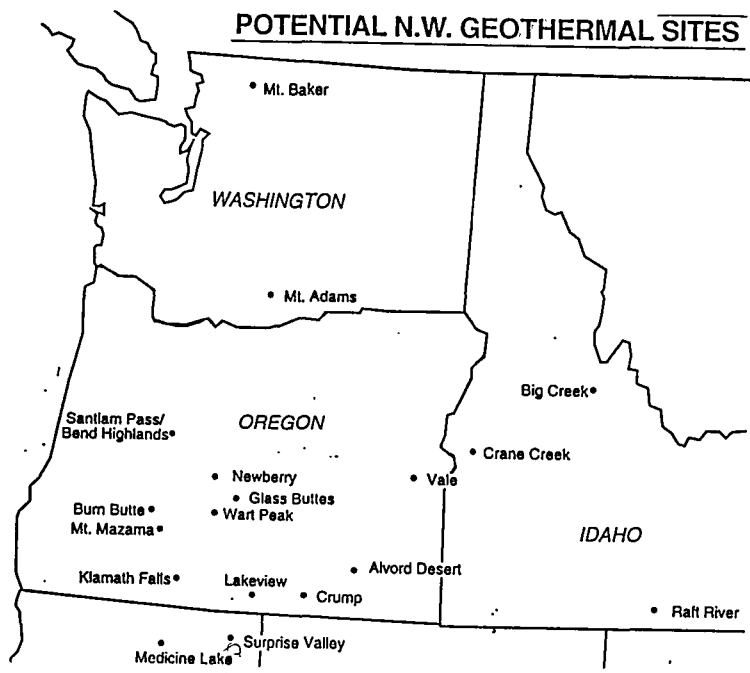 POTENTIAL N.W. GEOTHERMAL SITES
Mt. Baker
WASHINGTON
Mt. Adams
Big Creek
Santiam Pass/
Bend Highlands
OREGON
Crane Creek
Newberry
Vale
Glass Buttes
Burn Butte
Wart Peak
Mt. Mazama
IDAHO
Alvord Desert
Klamath Falls
Lakeview
Crump
Raft River
Surprise Valley
Medicine Lake